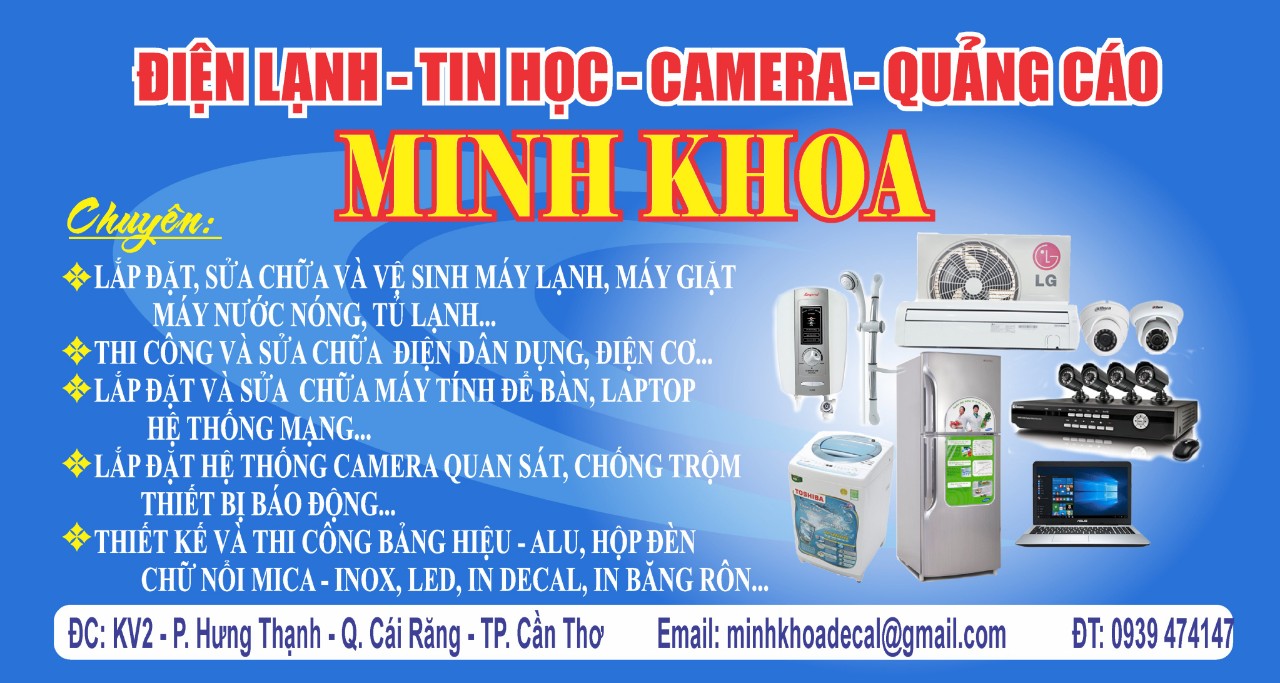 ĐIỆN LẠNH - TIN HỌC - CAMERA - QUẢNG CÁO
MINH KHOA
Chuyên:
LẮP ĐẶT, SỬA CHỮA VÀ VỆ SINH MÁY LẠNH, MÁY GIẶT
MÁY NƯỚC NÓNG, TỦ LẠNH...
THI CÔNG VÀ SỬA CHỮA ĐIỆN DÂN DỤNG, ĐIỆN CƠ...
LẮP ĐẶT VÀ SỬA CHỮA MÁY TÍNH ĐỂ BÀN, LAPTOP
HỆ THỐNG MẠNG...
LẮP ĐẶT HỆ THỐNG CAMERA QUAN SÁT, CHỐNG TRỘM
THIẾT BỊ BÁO ĐỘNG...
THIẾT KẾ VÀ THI CÔNG BẢNG HIỆU - ALU, HỘP ĐÈN
CHỮ NỔI MICA - INOX, LED, IN DECAL, IN BĂNG RÔN...
LG
TOSHIBA
ĐC: KV2 - P. Hưng Thạnh - Q. Cái Răng - TP. Cần Thơ Email: minhkhoadecal@gmail.com ĐT: 0939 474147